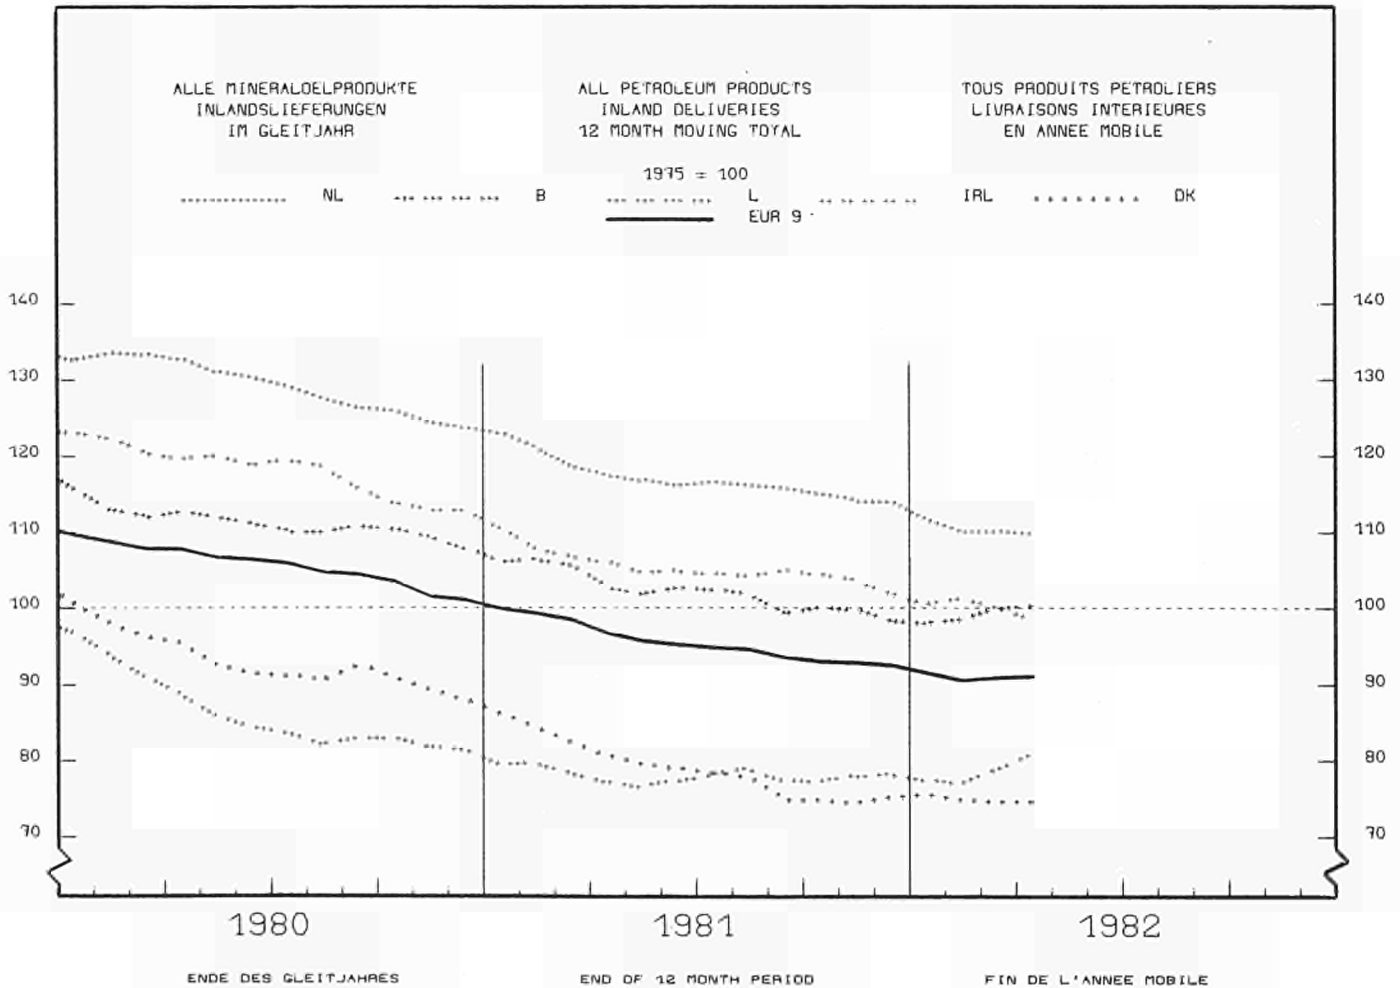 ALLE MINERALOELPRODUKTE
INLANDSLIEFERUNGEN
IM GLEITJAHR
ALL PETROLEUM PRODUCTS
INLAND DELIVERIES
12 MONTH MOVING TOTAL
TOUS PRODUITS PETROLIERS
LIVRAISONS INTERIEURES
EN ANNEE MOBILE
1975 = 100
NL B L IRL DK
EUR 9
140 140
130 130
120 120
110 110
100 100
90 90
80 80
70 70
1980 1981 1982
ENDE DES GLEITJAHRES END OF 12 MONTH PERIOD FIN DE L'ANNEE MOBILE